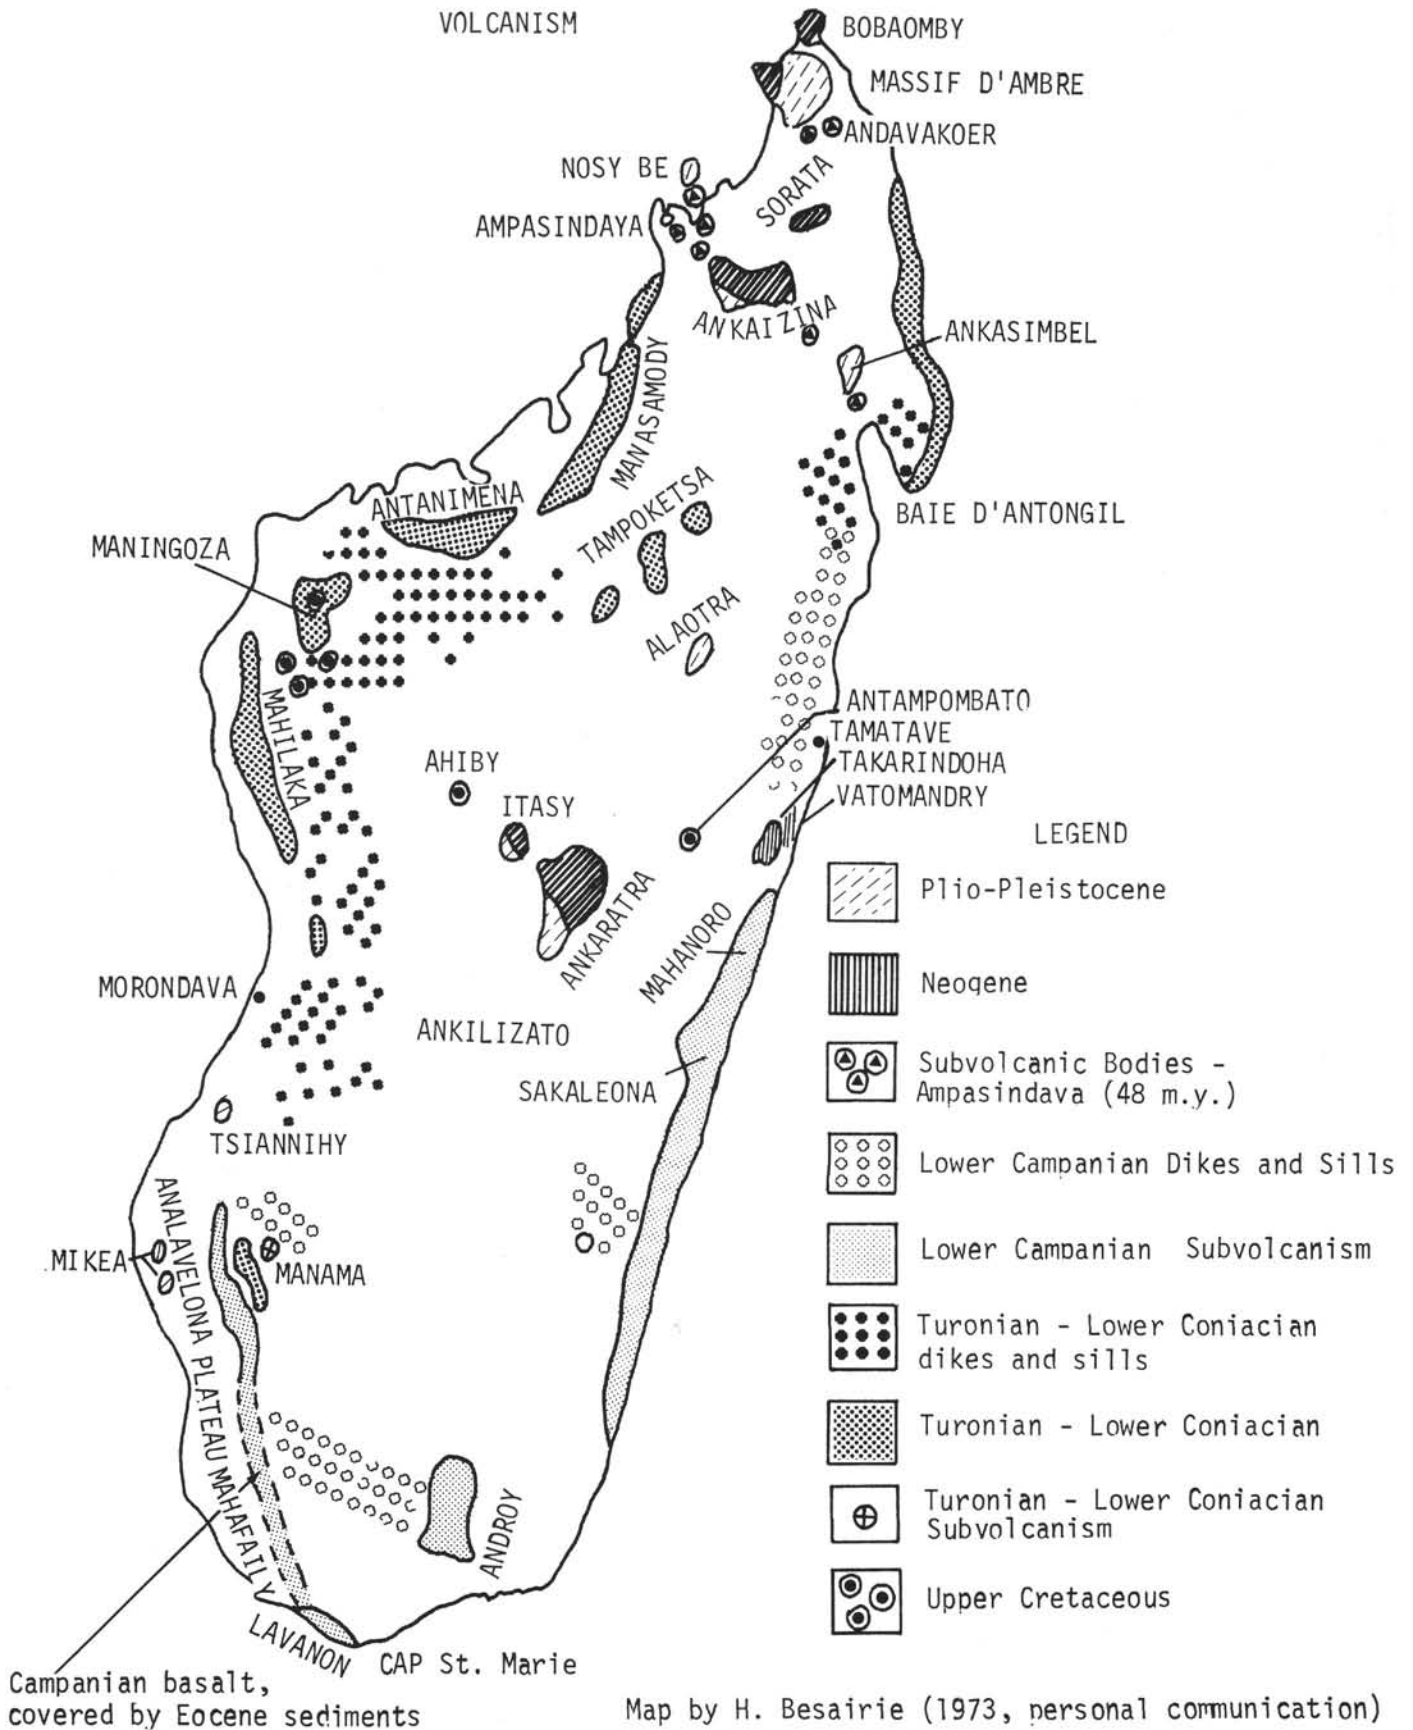 VOLCANISM
BOBAOMBY
MASSIF D'AMBRE
ANDAVAKOER
NOSY BE
SORATA
AMPASINDAYA
ANKAIZINA
ANKASIMBEL
MANASAMODY
ANTANIMENA
TAMPOKETSA
BAIE D'ANTONGIL
MANINGOZA
ALAOTRA
MAHILAKA
ANTAMPOMBATO
TAMATAVE
TAKARINDOHA
VATOMANDRY
AHIBY
ITASY
ANKARATRA
MAHANORO
MORONDAVA
ANKILIZATO
SAKALEONA
TSIANNIHY
ANALAVELONA PLATEAU MAHAFAILY
MIKEA
MANAMA
ANDROY
LAVANON
CAP St. Marie
Campanian basalt,
covered by Eocene sediments
LEGEND
Plio-Pleistocene
Neogene
Subvolcanic Bodies -
Ampasindava (48 m.y.)
Lower Campanian Dikes and Sills
Lower Campanian Subvolcanism
Turonian - Lower Coniacian
dikes and sills
Turonian - Lower Coniacian
Turonian - Lower Coniacian
Subvolcanism
Upper Cretaceous
Map by H. Besairie (1973, personal communication)